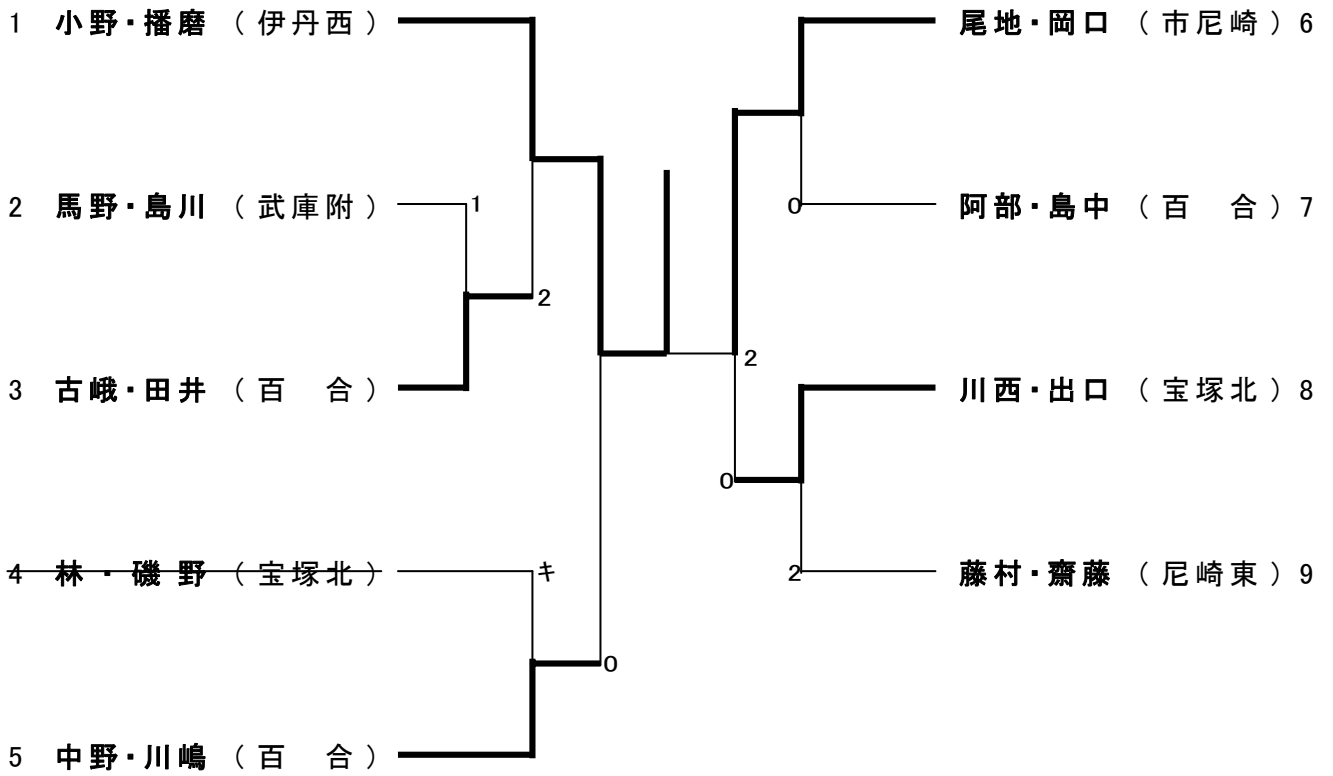 1 小野・播磨 (伊丹西)
尾地・岡口 (市尼崎) 6
2 馬野・島川 (武庫附) 1
0 阿部・島中 (百 合) 7
2
3 古峨・田井 (百 合)
2
川西・出口 (宝塚北) 8
0
4 林・磯野 (宝塚北) キ
2 藤村・齋藤 (尼崎東) 9
0
5 中野・川嶋 (百 合)